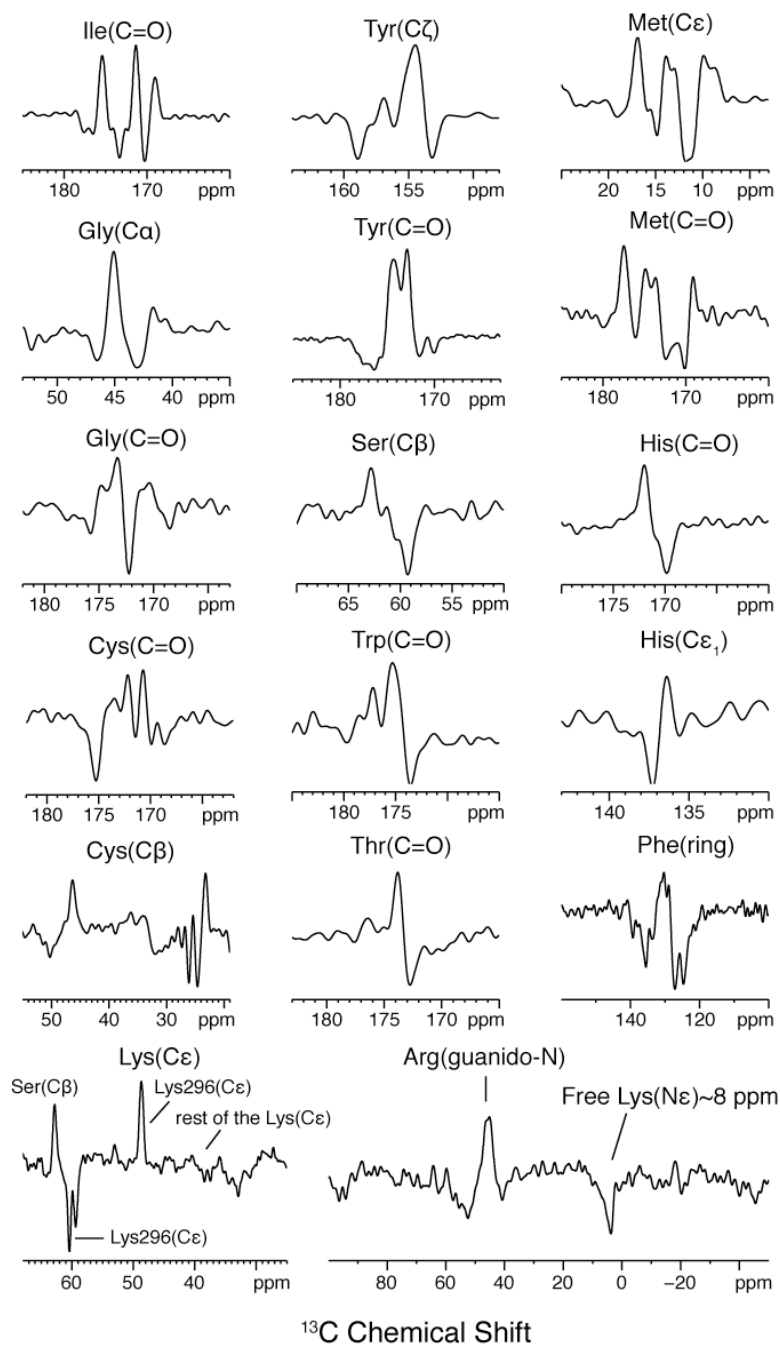 Ile(C=O) Tyr(Cζ) Met(Cε)
180 170 ppm 160 155 ppm 20 15 10 ppm
Gly(Cα) Tyr(C=O) Met(C=O)
50 45 40 ppm 180 170 ppm 180 170 ppm
Gly(C=O) Ser(Cβ) His(C=O)
180 175 170 ppm 65 60 55 ppm 175 170 ppm
Cys(C=O) Trp(C=O) His(Cε₁)
180 175 170 ppm 180 175 ppm 140 135 ppm
Cys(Cβ) Thr(C=O) Phe(ring)
50 40 30 ppm 180 175 170 ppm 140 120 ppm
Lys(Cε) Arg(guanido-N)
Ser(Cβ) Lys296(Cε) Free Lys(Nε)~8 ppm
rest of the Lys(Cε)
Lys296(Cε)
60 50 40 ppm 80 60 40 20 0 −20 ppm
¹³C Chemical Shift